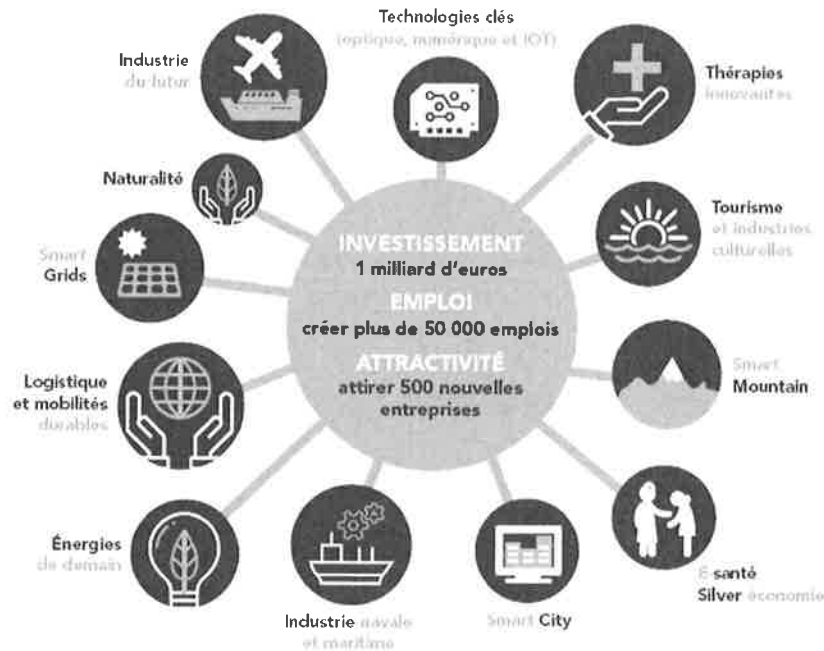 Technologies clés
(optique, numérique et IOT)
Industrie
du futur
Thérapies
innovantes
Naturalité
Tourisme
et industries
culturelles
Smart
Grids
INVESTISSEMENT
1 milliard d'euros
EMPLOI
créer plus de 50 000 emplois
ATTRACTIVITÉ
attirer 500 nouvelles
entreprises
Smart
Mountain
Logistique
et mobilités
durables
Énergies
de demain
E-santé
Silver économie
Industrie navale
et maritime
Smart City